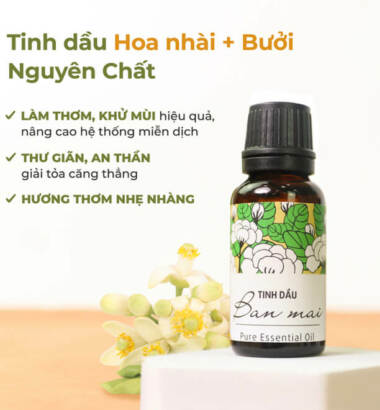 Tinh dầu Hoa nhài + Bưởi
Nguyên Chất
LÀM THƠM, KHỬ MÙI hiệu quả,
nâng cao hệ thống miễn dịch
THƯ GIÃN, AN THẦN
giải tỏa căng thẳng
HƯƠNG THƠM NHẸ NHÀNG
TINH DẦU
Ban mai
Pure Essential Oil